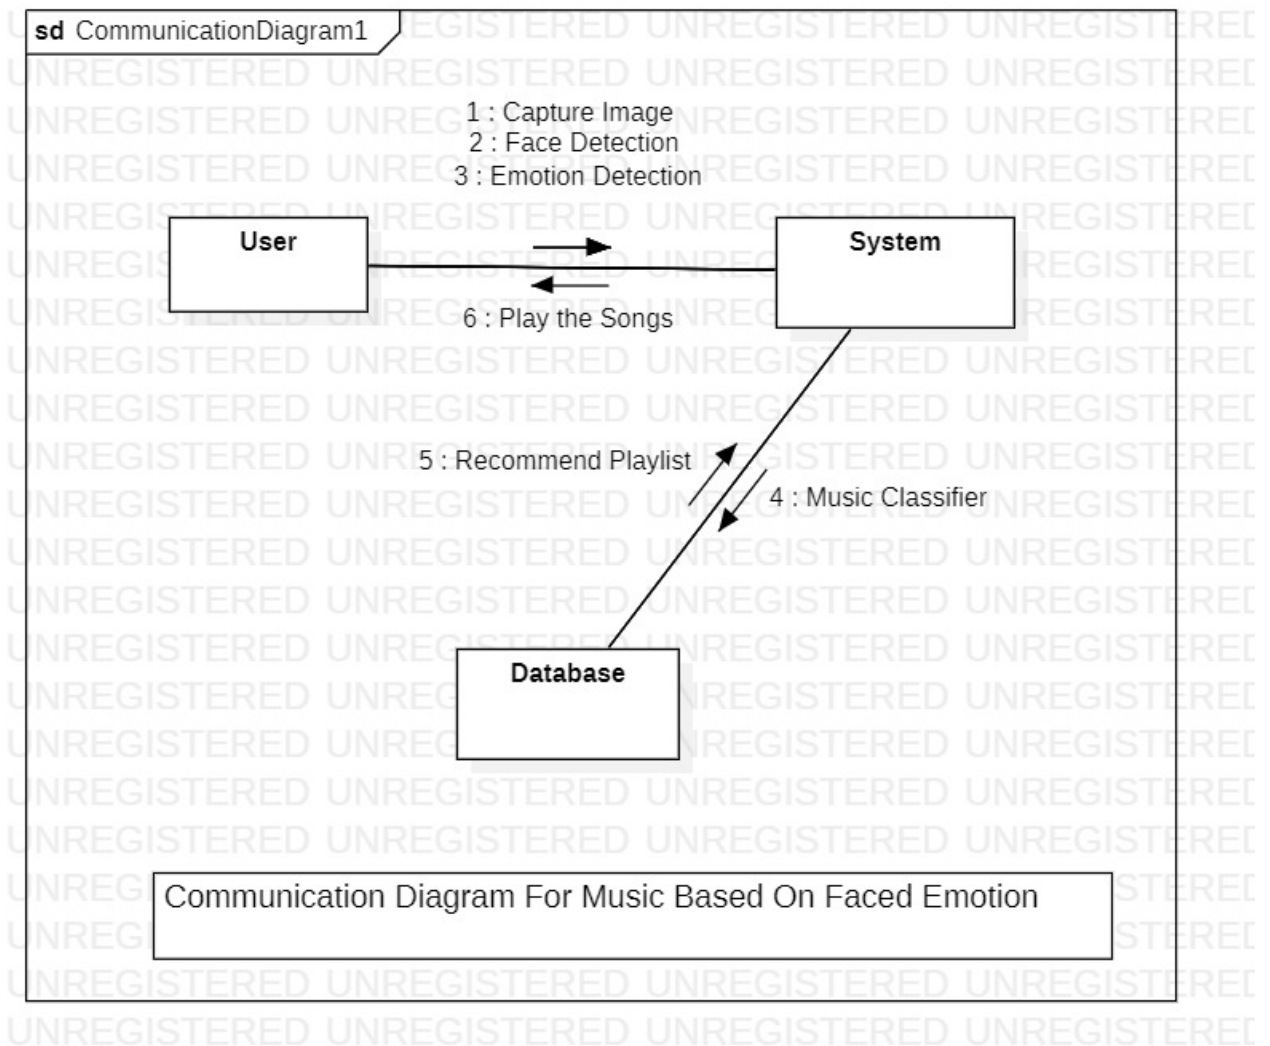 sd CommunicationDiagram1
1 : Capture Image
2 : Face Detection
3 : Emotion Detection
User
System
6 : Play the Songs
5 : Recommend Playlist
4 : Music Classifier
Database
Communication Diagram For Music Based On Faced Emotion
UNREGISTERED